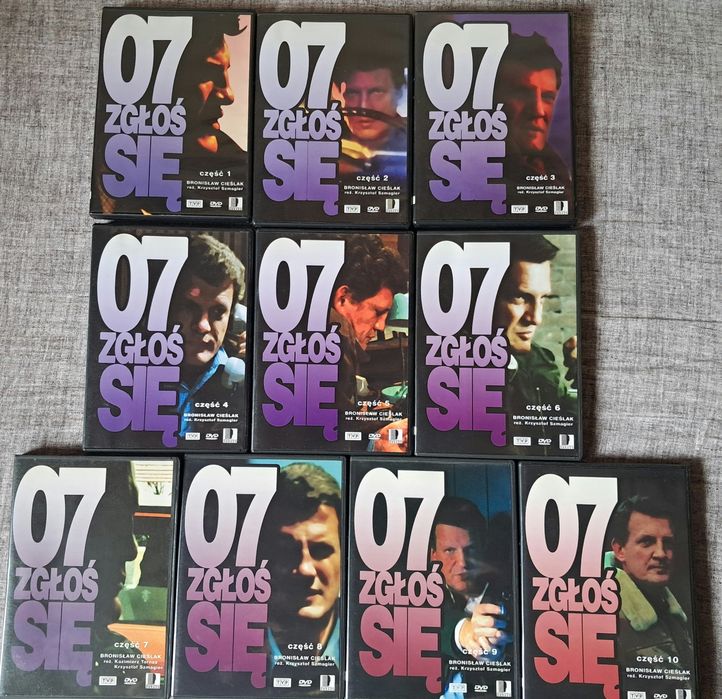 07
ZGŁOŚ
SIĘ
część 1
BRONISŁAW CIEŚLAK
reż. Krzysztof Szmagier
TVP
DVD
07
ZGŁOŚ
SIĘ
część 2
BRONISŁAW CIEŚLAK
reż. Krzysztof Szmagier
TVP
DVD
07
ZGŁOŚ
SIĘ
część 3
BRONISŁAW CIEŚLAK
reż. Krzysztof Szmagier
TVP
DVD
07
ZGŁOŚ
SIĘ
część 4
BRONISŁAW CIEŚLAK
reż. Krzysztof Szmagier
TVP
DVD
07
ZGŁOŚ
SIĘ
część 5
BRONISŁAW CIEŚLAK
reż. Krzysztof Szmagier
TVP
DVD
07
ZGŁOŚ
SIĘ
część 6
BRONISŁAW CIEŚLAK
reż. Krzysztof Szmagier
TVP
DVD
07
ZGŁOŚ
SIĘ
część 7
BRONISŁAW CIEŚLAK
reż. Kazimierz Tarnas
Krzysztof Szmagier
TVP
DVD
07
ZGŁOŚ
SIĘ
część 8
BRONISŁAW CIEŚLAK
reż. Krzysztof Szmagier
TVP
DVD
07
ZGŁOŚ
SIĘ
część 9
BRONISŁAW CIEŚLAK
reż. Krzysztof Szmagier
TVP
DVD
07
ZGŁOŚ
SIĘ
część 10
BRONISŁAW CIEŚLAK
reż. Krzysztof Szmagier
TVP
DVD